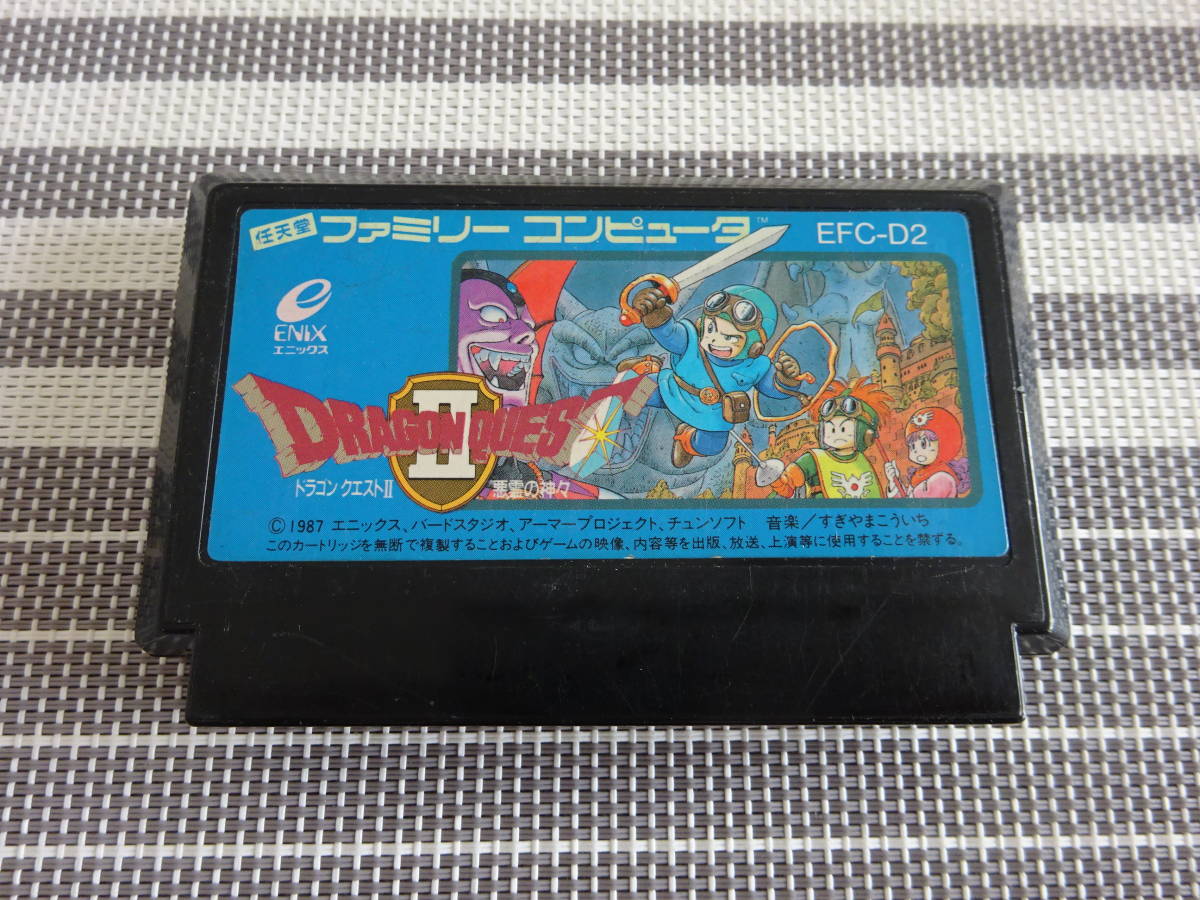 任天堂 ファミリー コンピュータ™ EFC-D2
ENIX
エニックス
DRAGON QUEST
II
ドラゴン クエストII 悪霊の神々
©1987 エニックス、バードスタジオ、アーマープロジェクト、チュンソフト 音楽/すぎやまこういち
このカートリッジを無断で複製することおよびゲームの映像、内容等を出版、放送、上演等に使用することを禁ずる。